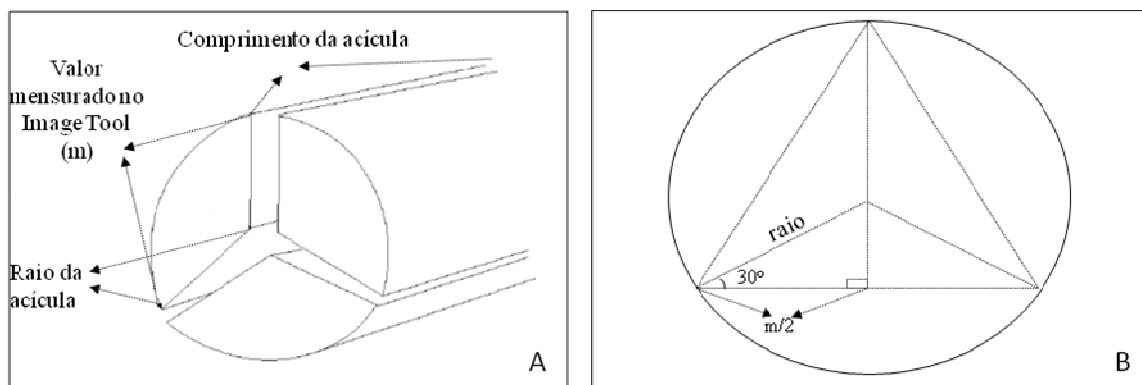 Comprimento da acícula
Valor
mensurado no
Image Tool
(m)
Raio da
acícula
A
raio
30º
m/2
B